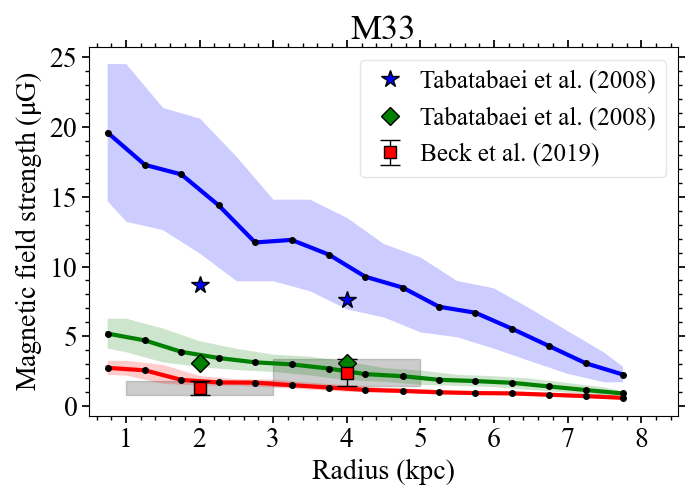 M33
Magnetic field strength (μG)
25
20
15
10
5
0
Tabatabaei et al. (2008)
Tabatabaei et al. (2008)
Beck et al. (2019)
1 2 3 4 5 6 7 8
Radius (kpc)